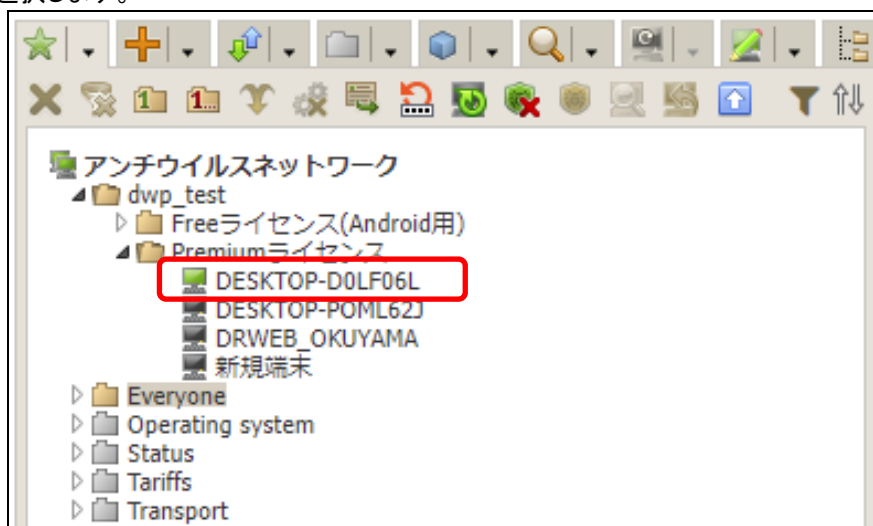 選択します。
1
1...
アンチウイルスネットワーク
dwp_test
Freeライセンス(Android用)
Premiumライセンス
DESKTOP-D0LF06L
DESKTOP-POML62J
DRWEB_OKUYAMA
新規端末
Everyone
Operating system
Status
Tariffs
Transport